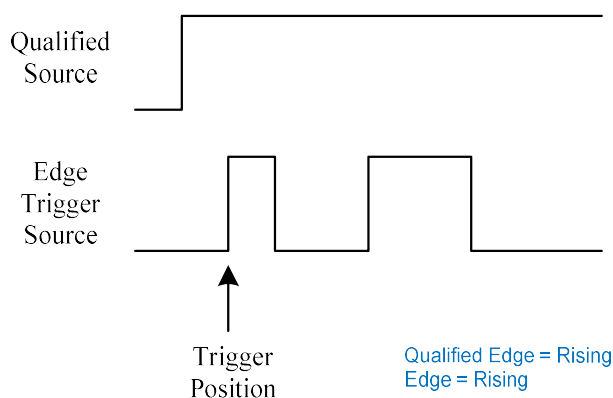 Qualified
Source
Edge
Trigger
Source
Trigger
Position
Qualified Edge = Rising
Edge = Rising